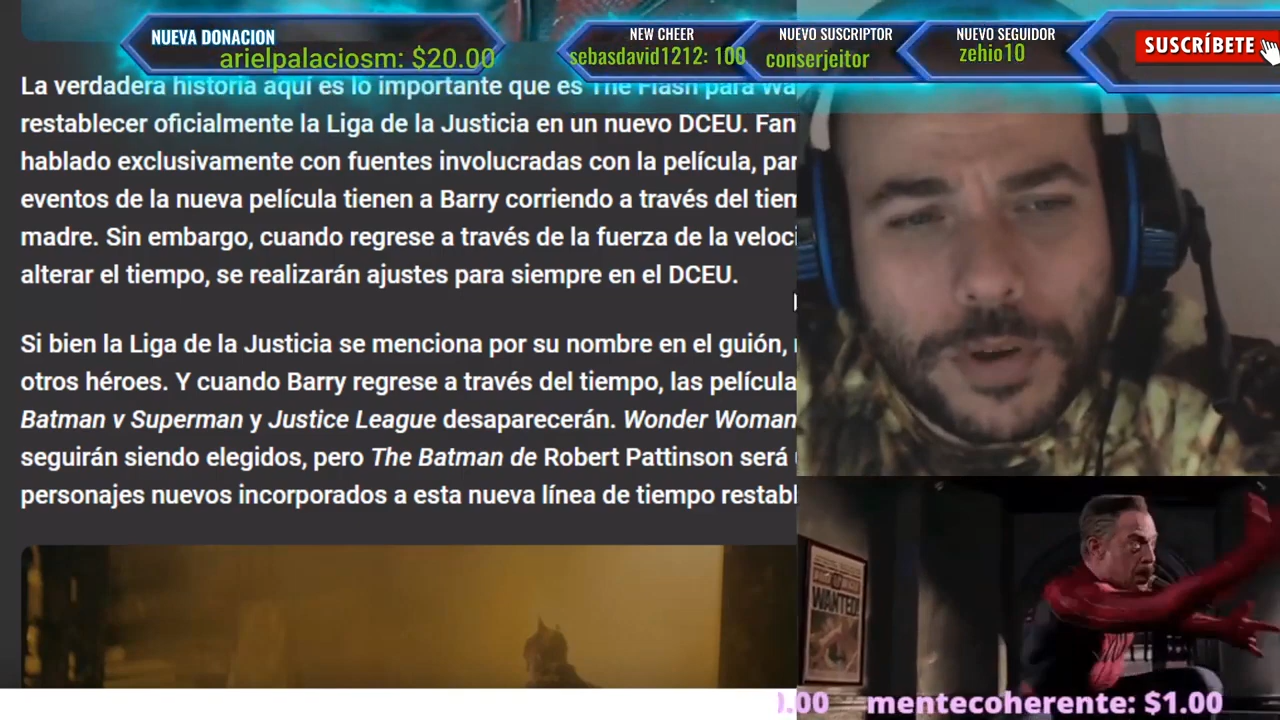 NUEVA DONACION
arielpalaciosm: $20.00
NEW CHEER
sebasdavid1212: 100
NUEVO SUSCRIPTOR
conserjeitor
NUEVO SEGUIDOR
zehio10
SUSCRÍBETE
La verdadera historia aquí es lo importante que es The Flash para Wa
restablecer oficialmente la Liga de la Justicia en un nuevo DCEU. Fan
hablado exclusivamente con fuentes involucradas con la película, par
eventos de la nueva película tienen a Barry corriendo a través del tiem
madre. Sin embargo, cuando regrese a través de la fuerza de la veloci
alterar el tiempo, se realizarán ajustes para siempre en el DCEU.
Si bien la Liga de la Justicia se menciona por su nombre en el guión,
otros héroes. Y cuando Barry regrese a través del tiempo, las película
Batman v Superman y Justice League desaparecerán. Wonder Woman
seguirán siendo elegidos, pero The Batman de Robert Pattinson será
personajes nuevos incorporados a esta nueva línea de tiempo restabl
WANTED!
.00 mentecoherente: $1.00